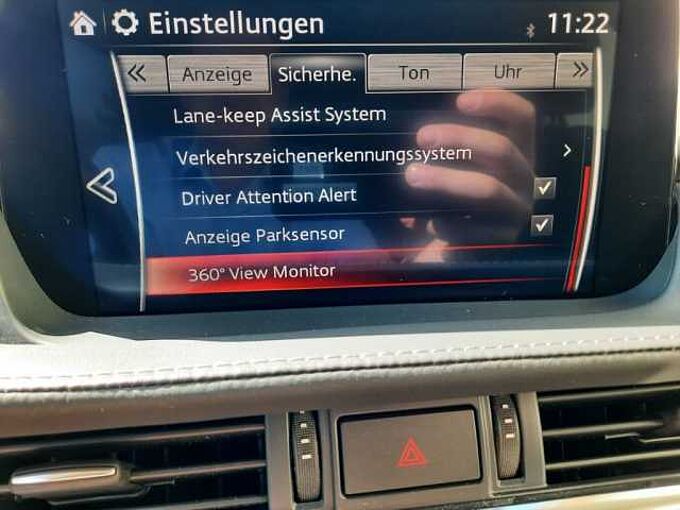 Einstellungen 11:22
<< Anzeige Sicherhe. Ton Uhr >>
Lane-keep Assist System
Verkehrszeichenerkennungssystem >
Driver Attention Alert
Anzeige Parksensor
360° View Monitor